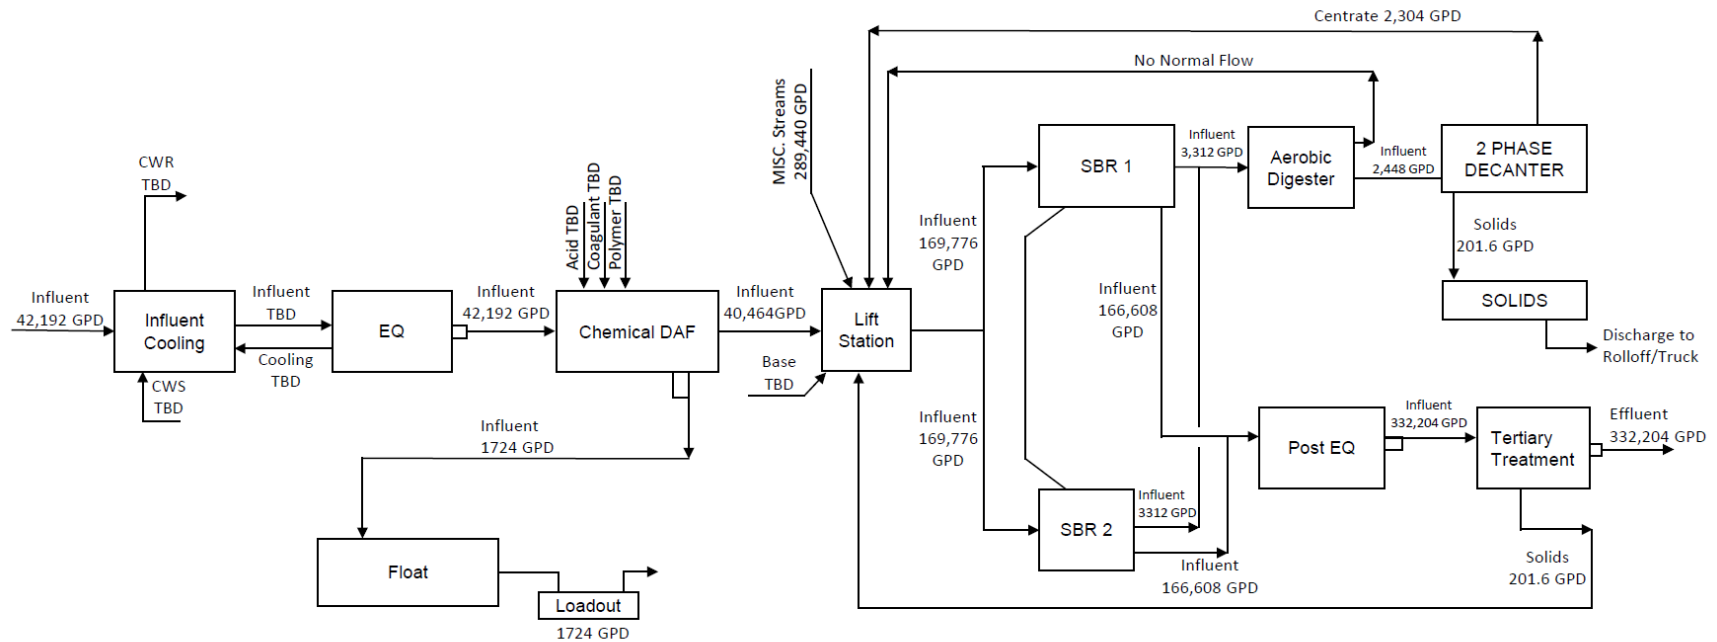 Centrate 2,304 GPD
No Normal Flow
MISC. Streams
289,440 GPD
CWR
TBD
Acid TBD
Coagulant TBD
Polymer TBD
SBR 1
Influent
3,312 GPD
Aerobic
Digester
Influent
2,448 GPD
2 PHASE
DECANTER
Influent
169,776
GPD
Solids
201.6 GPD
Influent
42,192 GPD
Influent
Cooling
Influent
TBD
Cooling
TBD
CWS
TBD
EQ
Influent
42,192 GPD
Chemical DAF
Influent
40,464GPD
Base
TBD
Lift
Station
Influent
166,608
GPD
SOLIDS
Discharge to
Rolloff/Truck
Influent
1724 GPD
Influent
169,776
GPD
Post EQ
Influent
332,204 GPD
Tertiary
Treatment
Effluent
332,204 GPD
SBR 2
Influent
3312 GPD
Influent
166,608 GPD
Solids
201.6 GPD
Float
Loadout
1724 GPD